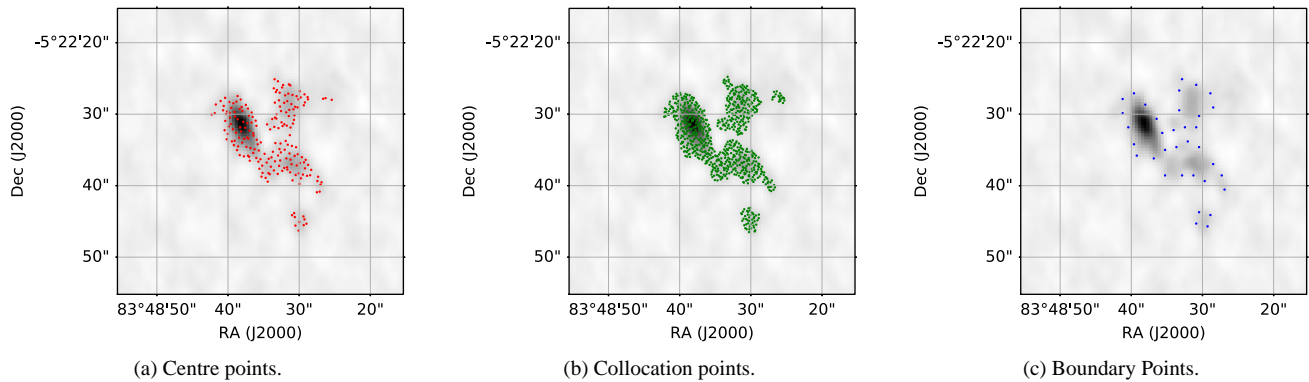 -5°22'20"
30"
40"
50"
Dec (J2000)
83°48'50" 40" 30" 20"
RA (J2000)
(a) Centre points.
-5°22'20"
30"
40"
50"
Dec (J2000)
83°48'50" 40" 30" 20"
RA (J2000)
(b) Collocation points.
-5°22'20"
30"
40"
50"
Dec (J2000)
83°48'50" 40" 30" 20"
RA (J2000)
(c) Boundary Points.